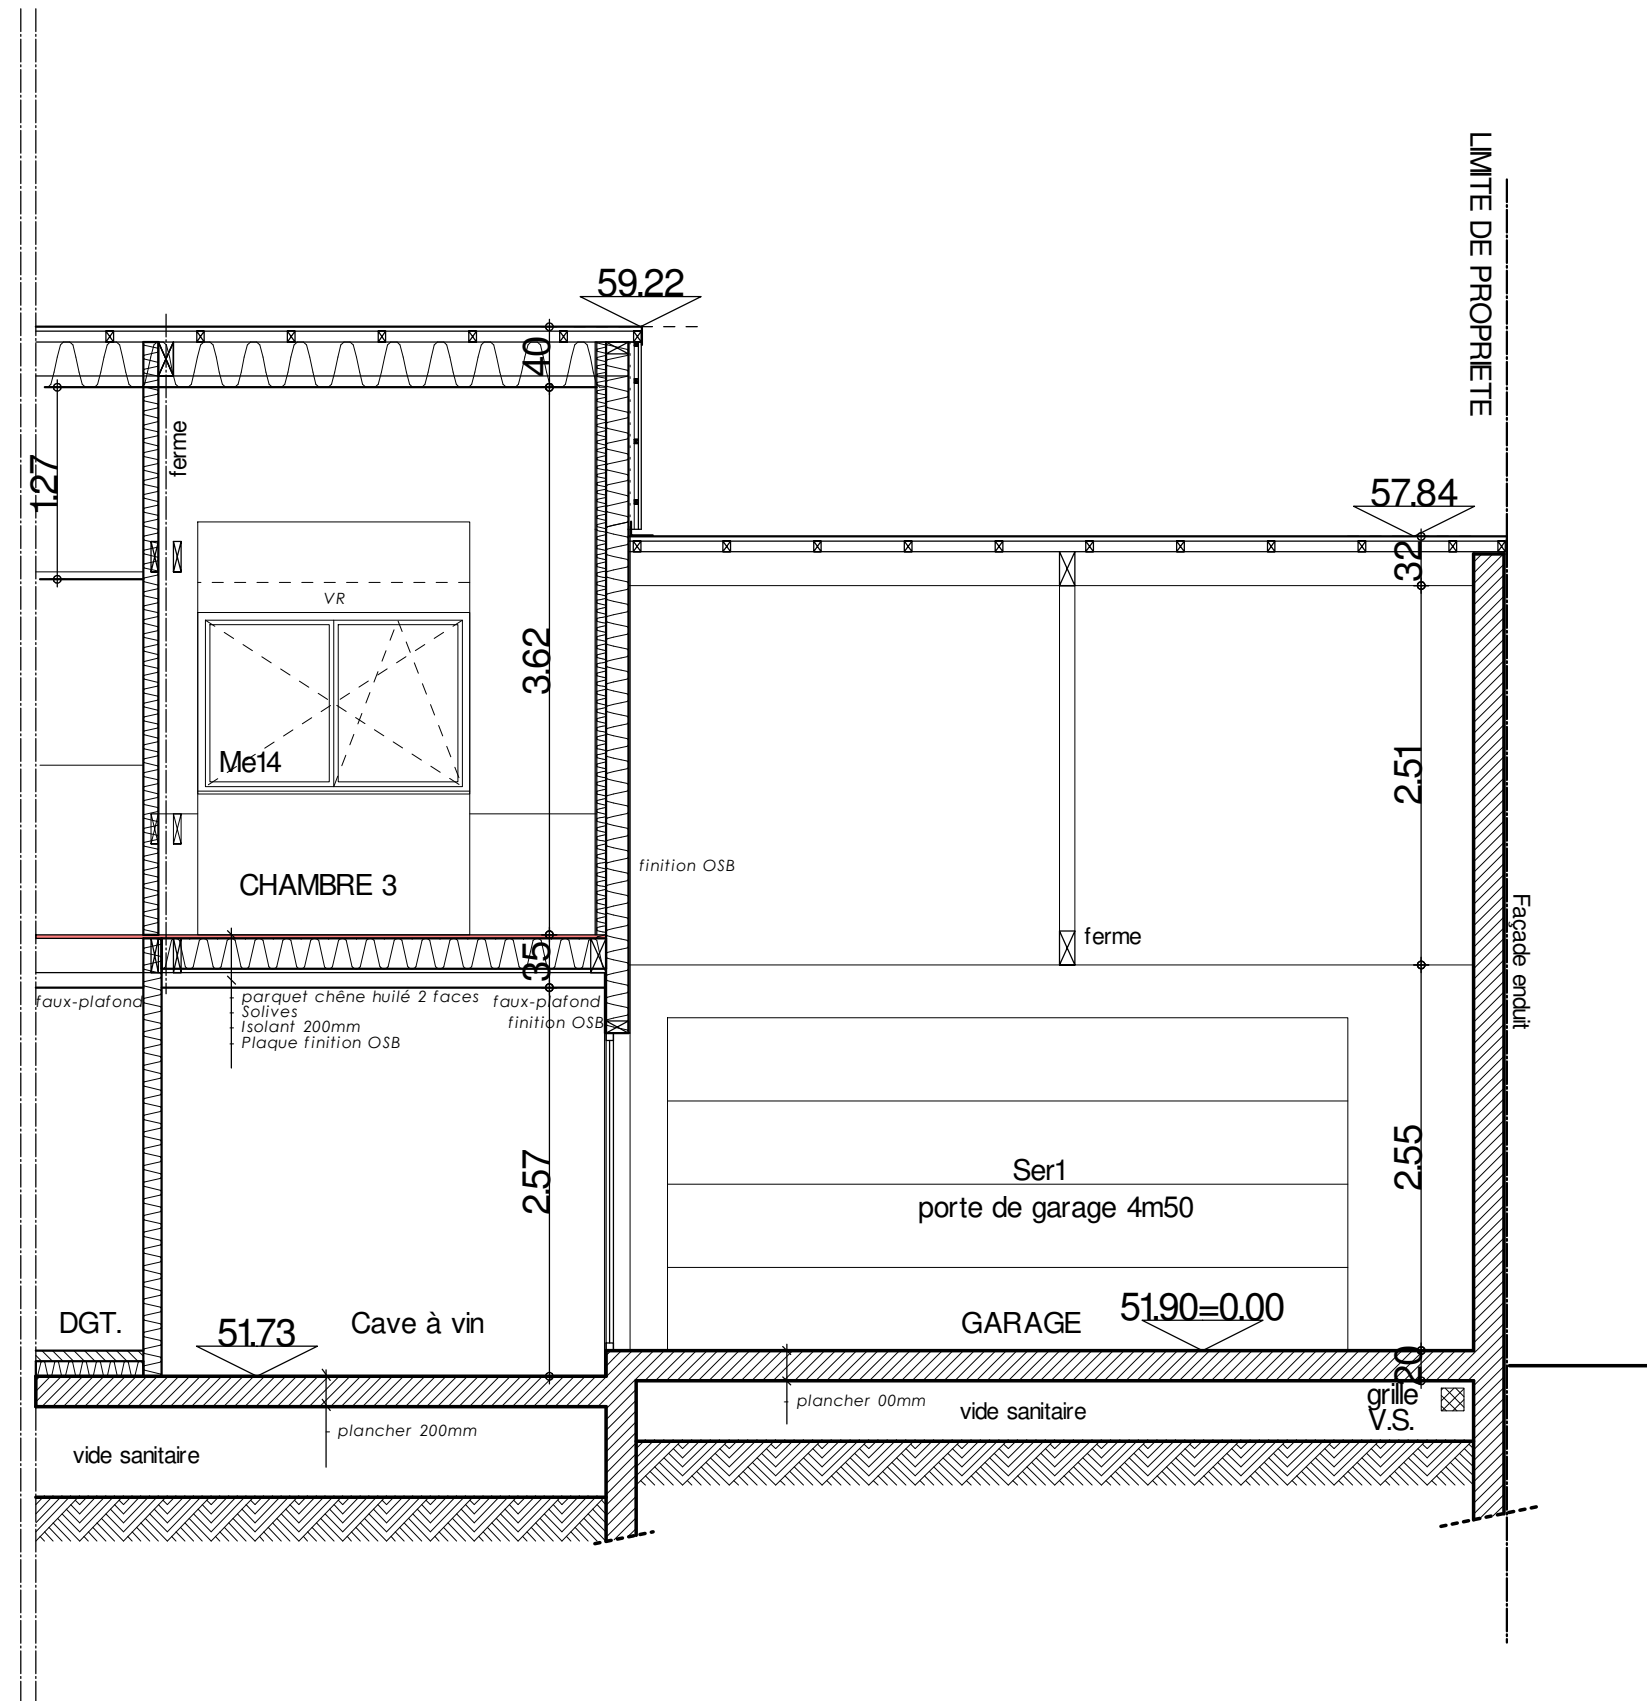 LIMITE DE PROPRIETE
59.22
40
57.84
32
ferme
1.27
VR
3.62
Me14
2.51
CHAMBRE 3
finition OSB
ferme
Façade enduit
35
faux-plafond
- parquet chêne huilé 2 faces
- Solives
- Isolant 200mm
- Plaque finition OSB
faux-plafond
finition OSB
2.57
2.55
Ser1
porte de garage 4m50
DGT.
51.73
Cave à vin
GARAGE
51.90=0.00
20
grille
V.S.
- plancher 00mm
vide sanitaire
- plancher 200mm
vide sanitaire